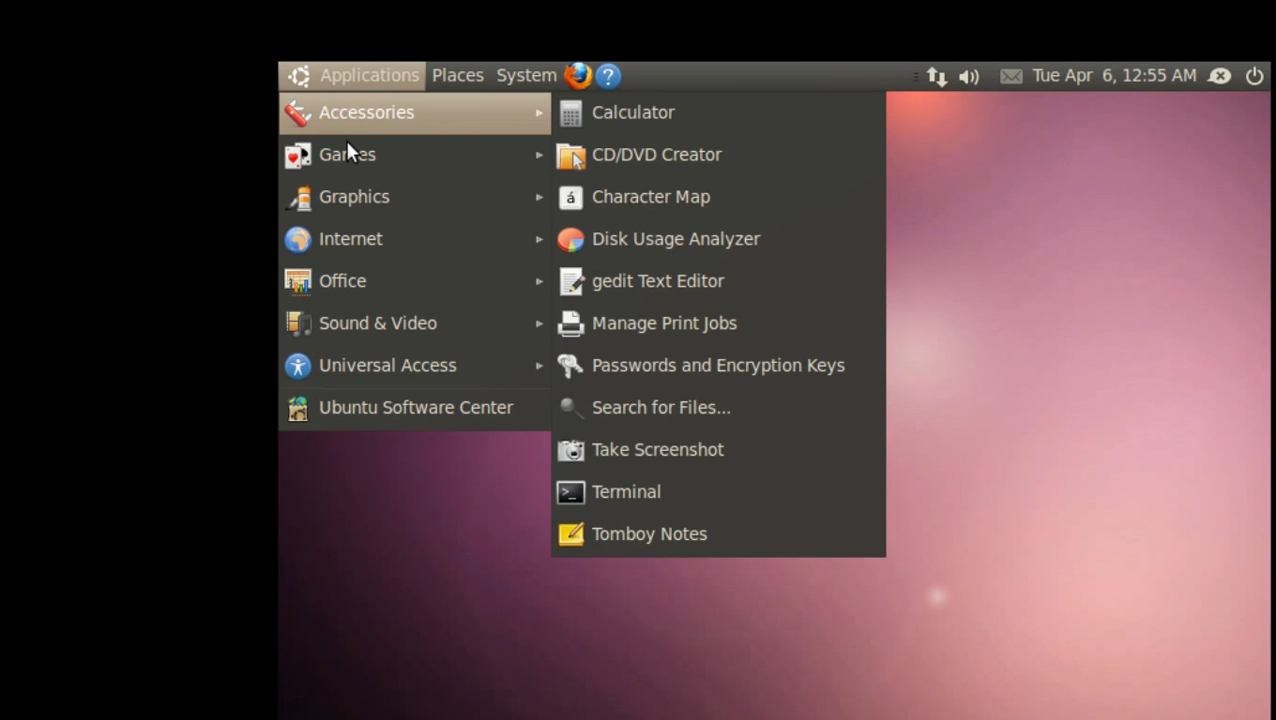 Applications Places System ? Tue Apr 6, 12:55 AM
Accessories
Games
Graphics
Internet
Office
Sound & Video
Universal Access
Ubuntu Software Center
Calculator
CD/DVD Creator
á Character Map
Disk Usage Analyzer
gedit Text Editor
Manage Print Jobs
Passwords and Encryption Keys
Search for Files...
Take Screenshot
>_ Terminal
Tomboy Notes